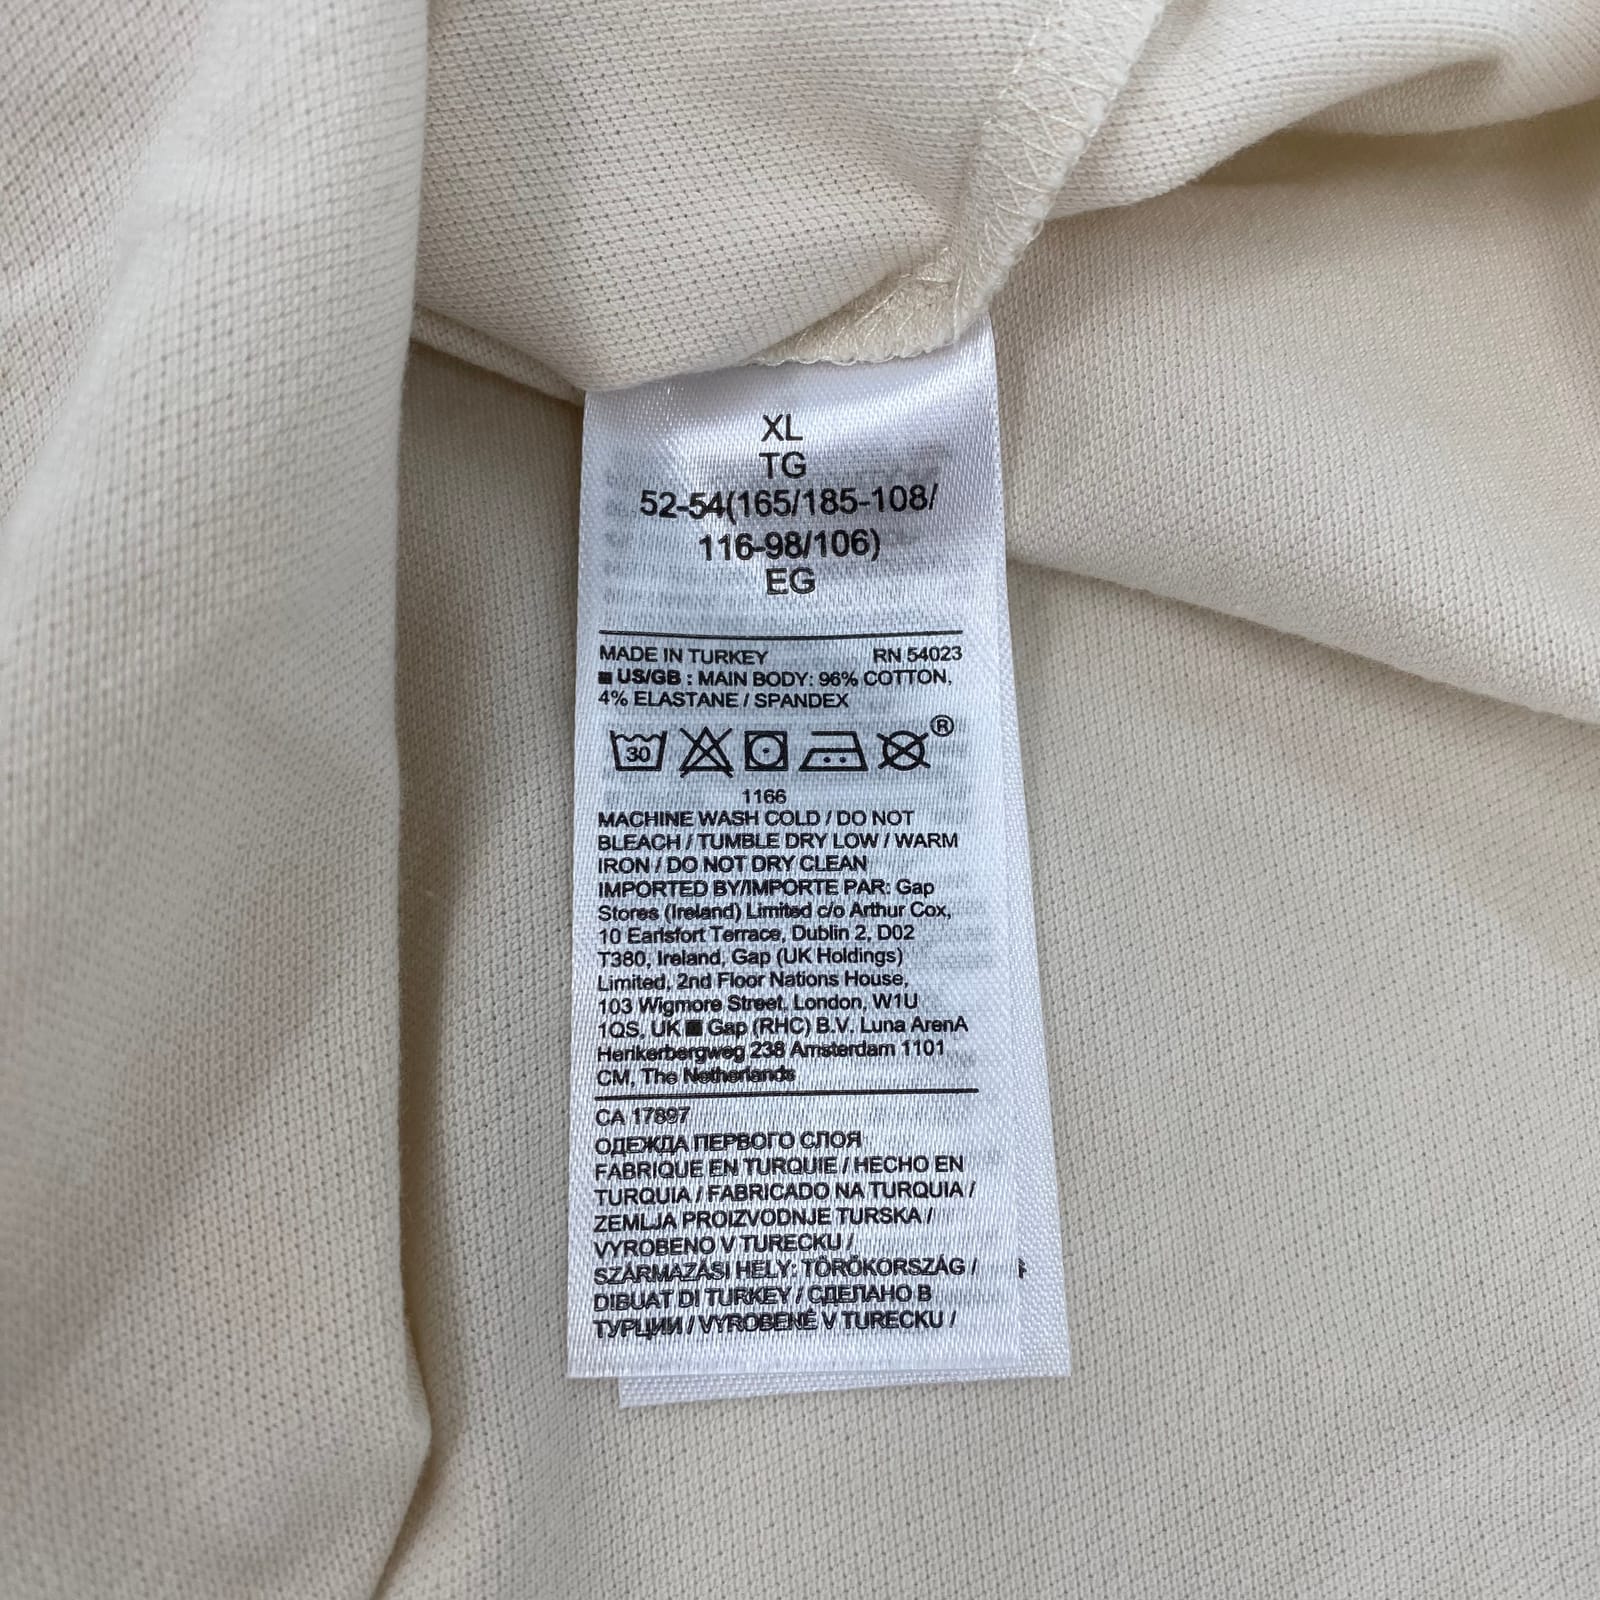 XL
TG
52-54(165/185-108/
116-98/106)
EG
MADE IN TURKEY RN 54023
■ US/GB : MAIN BODY: 96% COTTON,
4% ELASTANE / SPANDEX
30
®
1166
MACHINE WASH COLD / DO NOT
BLEACH / TUMBLE DRY LOW / WARM
IRON / DO NOT DRY CLEAN
IMPORTED BY/IMPORTE PAR: Gap
Stores (Ireland) Limited c/o Arthur Cox,
10 Earlsfort Terrace, Dublin 2, D02
T380, Ireland, Gap (UK Holdings)
Limited, 2nd Floor Nations House,
103 Wigmore Street, London, W1U
1QS, UK ■ Gap (RHC) B.V. Luna ArenA
Herikerbergweg 238 Amsterdam 1101
CM, The Netherlands
CA 17897
ОДЕЖДА ПЕРВОГО СЛОЯ
FABRIQUE EN TURQUIE / HECHO EN
TURQUIA / FABRICADO NA TURQUIA /
ZEMLJA PROIZVODNJE TURSKA /
VYROBENO V TURECKU /
SZÁRMAZÁSI HELY: TÖRÖKORSZÁG /
DIBUAT DI TURKEY / СДЕЛАНО В
ТУРЦИИ / VYROBENÉ V TURECKU /